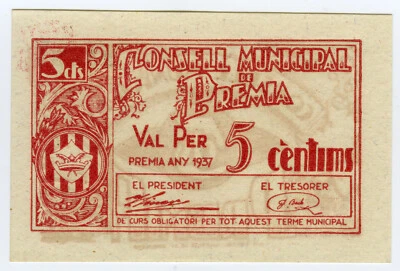 5 cts
CONSELL MUNICIPAL
DE
PREMIA
VAL PER 5 cèntims
PREMIA ANY 1937
EL PRESIDENT EL TRESORER
DE CURS OBLIGATORI PER TOT AQUEST TERME MUNICIPAL